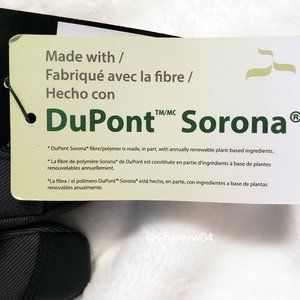 Made with /
Fabriqué avec la fibre /
Hecho con
DuPont™/MC Sorona®
* DuPont Sorona® fibre/polymer is made, in part, with annually renewable plant-based ingredients.
* La fibre de polymère Sorona® de DuPont est constituée en partie d'ingrédients à base de plantes
renouvelables annuellement.
*La fibra / el polímero DuPont™ Sorona® está hecho, en parte, con ingredientes a base de plantas
renovables anualmente.